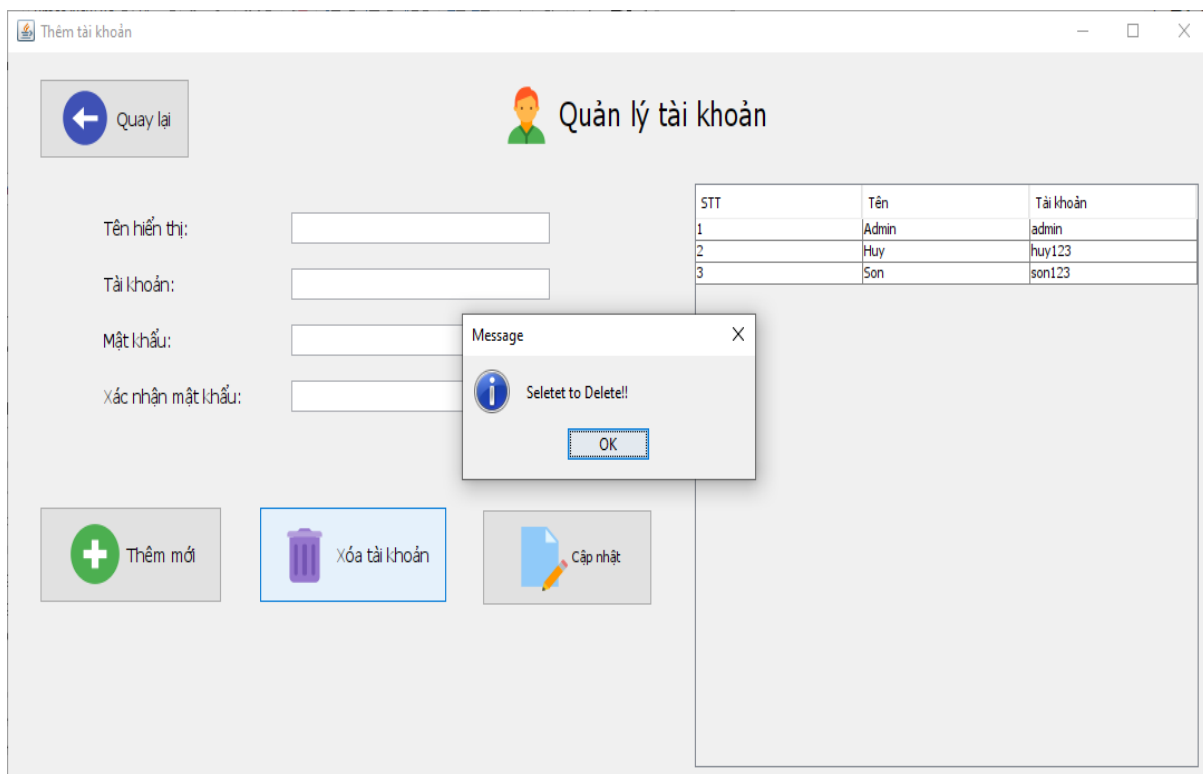 Thêm tài khoản
Quay lại
Quản lý tài khoản
Tên hiển thị:
Tài khoản:
Mật khẩu:
Xác nhận mật khẩu:
STT Tên Tài khoản
1 Admin admin
2 Huy huy123
3 Son son123
Message
Seletet to Delete!!
OK
Thêm mới
Xóa tài khoản
Cập nhật